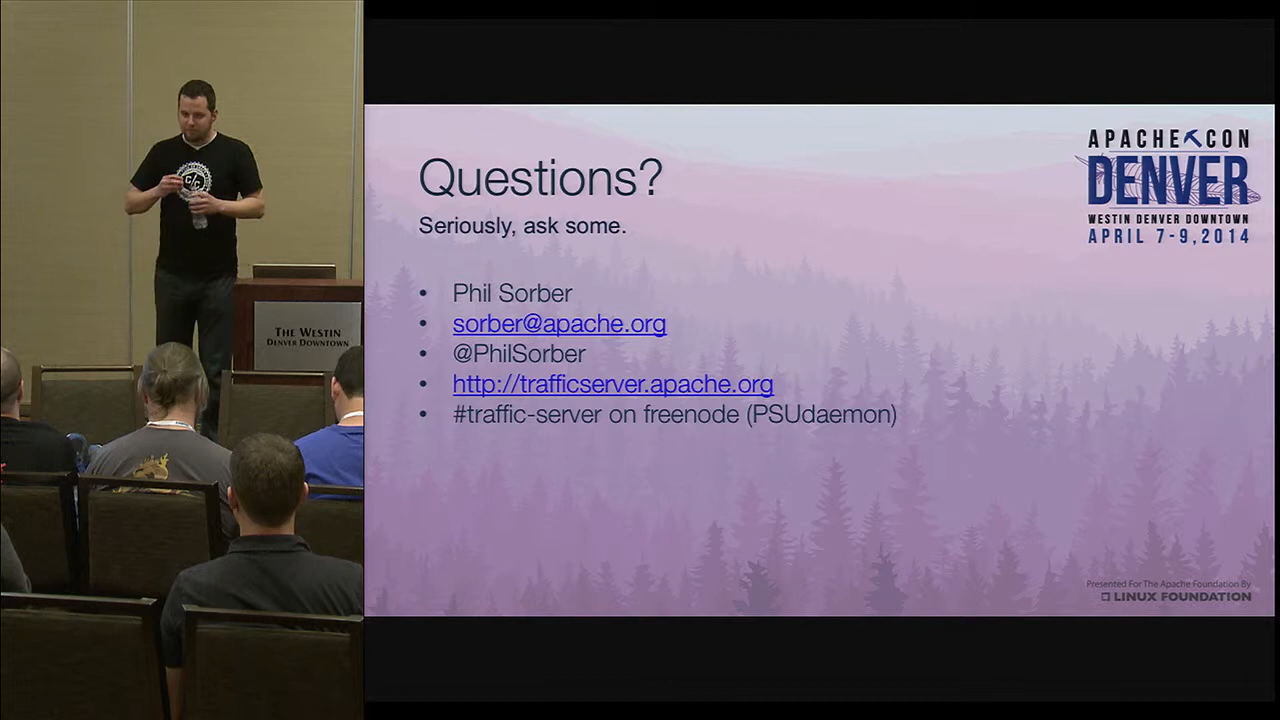 C/C
THE WESTIN
DENVER DOWNTOWN
APACHE CON
DENVER
WESTIN DENVER DOWNTOWN
APRIL 7-9, 2014
Questions?
Seriously, ask some.
• Phil Sorber
• sorber@apache.org
• @PhilSorber
• http://trafficserver.apache.org
• #traffic-server on freenode (PSUdaemon)
Presented For The Apache Foundation By
LINUX FOUNDATION